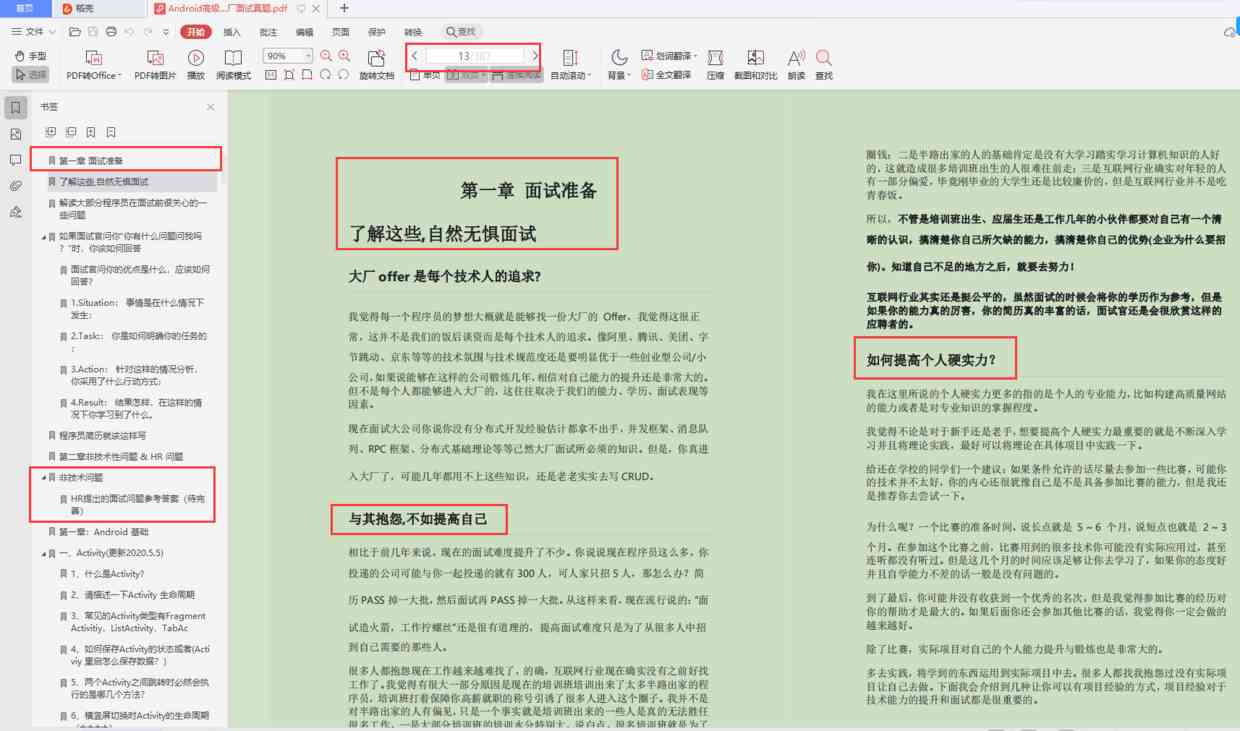 首页
稻壳
Android高级...厂面试真题.pdf
文件
开始
插入
批注
编辑
页面
保护
转换
查找
手型
选择
PDF转Office
PDF转图片
播放
阅读模式
90%
旋转文档
13/387
单页
双页
连续阅读
自动滚动
背景
划词翻译
全文翻译
压缩
截图和对比
朗读
查找
书签
第一章 面试准备
了解这些,自然无惧面试
解读大部分程序员在面试前很关心的一
些问题
如果面试官问你“你有什么问题问我吗
？”时，你该如何回答
面试官问你的优点是什么，应该如何
回答？
1.Situation： 事情是在什么情况下
发生；
2.Task:： 你是如何明确你的任务的
；
3.Action： 针对这样的情况分析，
你采用了什么行动方式；
4.Result： 结果怎样，在这样的情
况下你学习到了什么。
程序员简历就该这样写
第二章非技术性问题 & HR 问题
非技术问题
HR提出的面试问题参考答案（待完
善）
第一章：Android 基础
一、Activity(更新2020.5.5)
1、什么是Activity?
2、请描述一下Activity 生命周期
3、常见的Activity类型有Fragment
Activitiy、ListActivity、TabAc
4、如何保存Activity的状态或者(Acti
viy 重启怎么保存数据？)
5、两个Activity之间跳转时必然会执
行的是哪几个方法？
6、横竖屏切换时Activity的生命周期
第一章 面试准备
了解这些,自然无惧面试
大厂 offer 是每个技术人的追求?
我觉得每一个程序员的梦想大概就是能够找一份大厂的 Offer，我觉得这很正
常，这并不是我们的饭后谈资而是每个技术人的追求。像阿里、腾讯、美团、字
节跳动、京东等等的技术氛围与技术规范度还是要明显优于一些创业型公司/小
公司,如果说能够在这样的公司锻炼几年,相信对自己能力的提升还是非常大的。
但不是每个人都能够进入大厂的，这往往取决于我们的能力、学历、面试表现等
因素。
现在面试大公司你说你没有分布式开发经验估计都拿不出手，并发框架、消息队
列、RPC 框架、分布式基础理论等等已然大厂面试所必须的知识。但是，你真进
入大厂了，可能几年都用不上这些知识，还是老老实实去写 CRUD。
与其抱怨,不如提高自己
相比于前几年来说，现在的面试难度提升了不少。你说说现在程序员这么多，你
投递的公司可能与你一起投递的就有 300 人，可人家只招 5 人，那怎么办？简
历 PASS 掉一大批，然后面试再 PASS 掉一大批。从这样来看，现在流行说的：“面
试造火箭，工作拧螺丝”还是很有道理的，提高面试难度只是为了从很多人中招
到自己需要的那些人。
很多人都抱怨现在工作越来越难找了，的确，互联网行业现在确实没有之前好找
工作了。我觉得有很大一部分原因是现在的培训班培训出来了太多半路出家的程
序员，培训班打着保障你高薪就职的称号引诱了很多人进入这个圈子。我并不是
对半路出家的人有偏见，只是一个事实就是培训班出来的一些人是真的无法胜任
很多工作，一是大部分培训班的培训水分特别大，说白点，很多培训班就是为了
圈钱；二是半路出家的人的基础肯定是没有大学习踏实学习计算机知识的人好
的，这就造成很多培训班出生的人很难往前走；三是互联网行业确实对年轻的人
有一部分偏爱，毕竟刚毕业的大学生还是比较廉价的，但是互联网行业并不是吃
青春饭。
所以，不管是培训班出生、应届生还是工作几年的小伙伴都要对自己有一个清
晰的认识，搞清楚你自己所欠缺的能力，搞清楚你自己的优势(企业为什么要招
你)。知道自己不足的地方之后，就要去努力！
互联网行业其实还是挺公平的，虽然面试的时候会将你的学历作为参考，但是
如果你的能力真的厉害，你的简历真的丰富的话，面试官还是会很欣赏这样的
应聘者的。
如何提高个人硬实力？
我在这里所说的个人硬实力更多的指的是个人的专业能力，比如构建高质量网站
的能力或者是对专业知识的掌握程度。
我觉得不论是对于新手还是老手，想要提高个人硬实力最重要的就是不断深入学
习并且将理论实践，最好可以将理论在具体项目中实践一下。
给还在学校的同学们一个建议：如果条件允许的话尽量去参加一些比赛，可能你
的技术并不太好，你的内心还很犹豫自己是不是具备参加比赛的能力，但是我还
是推荐你去尝试一下。
为什么呢？一个比赛的准备时间、说长点就是 5 ~ 6 个月，说短点也就是 2 ~ 3
个月。在参加这个比赛之前，比赛用到的很多技术你可能没有实际应用过，甚至
连听都没有听过。但是这几个月的时间应该足够让你去学习了，如果你的态度好
并且自学能力不差的话一般是没有问题的。
到了最后，你可能并没有收获到一个优秀的名次，但是我觉得参加比赛的经历对
你的帮助才是最大的。如果后面你还会参加其他比赛的话，我觉得你一定会做的
越来越好。
除了比赛，实际项目对自己的个人能力提升与锻炼也是非常大的。
多去实践，将学到的东西运用到实际项目中去。很多人都找我抱怨过没有实际项
目让自己去做。下面我会介绍到几种让你可以有项目经验的方式，项目经验对于
技术能力的提升和面试都是很重要的。